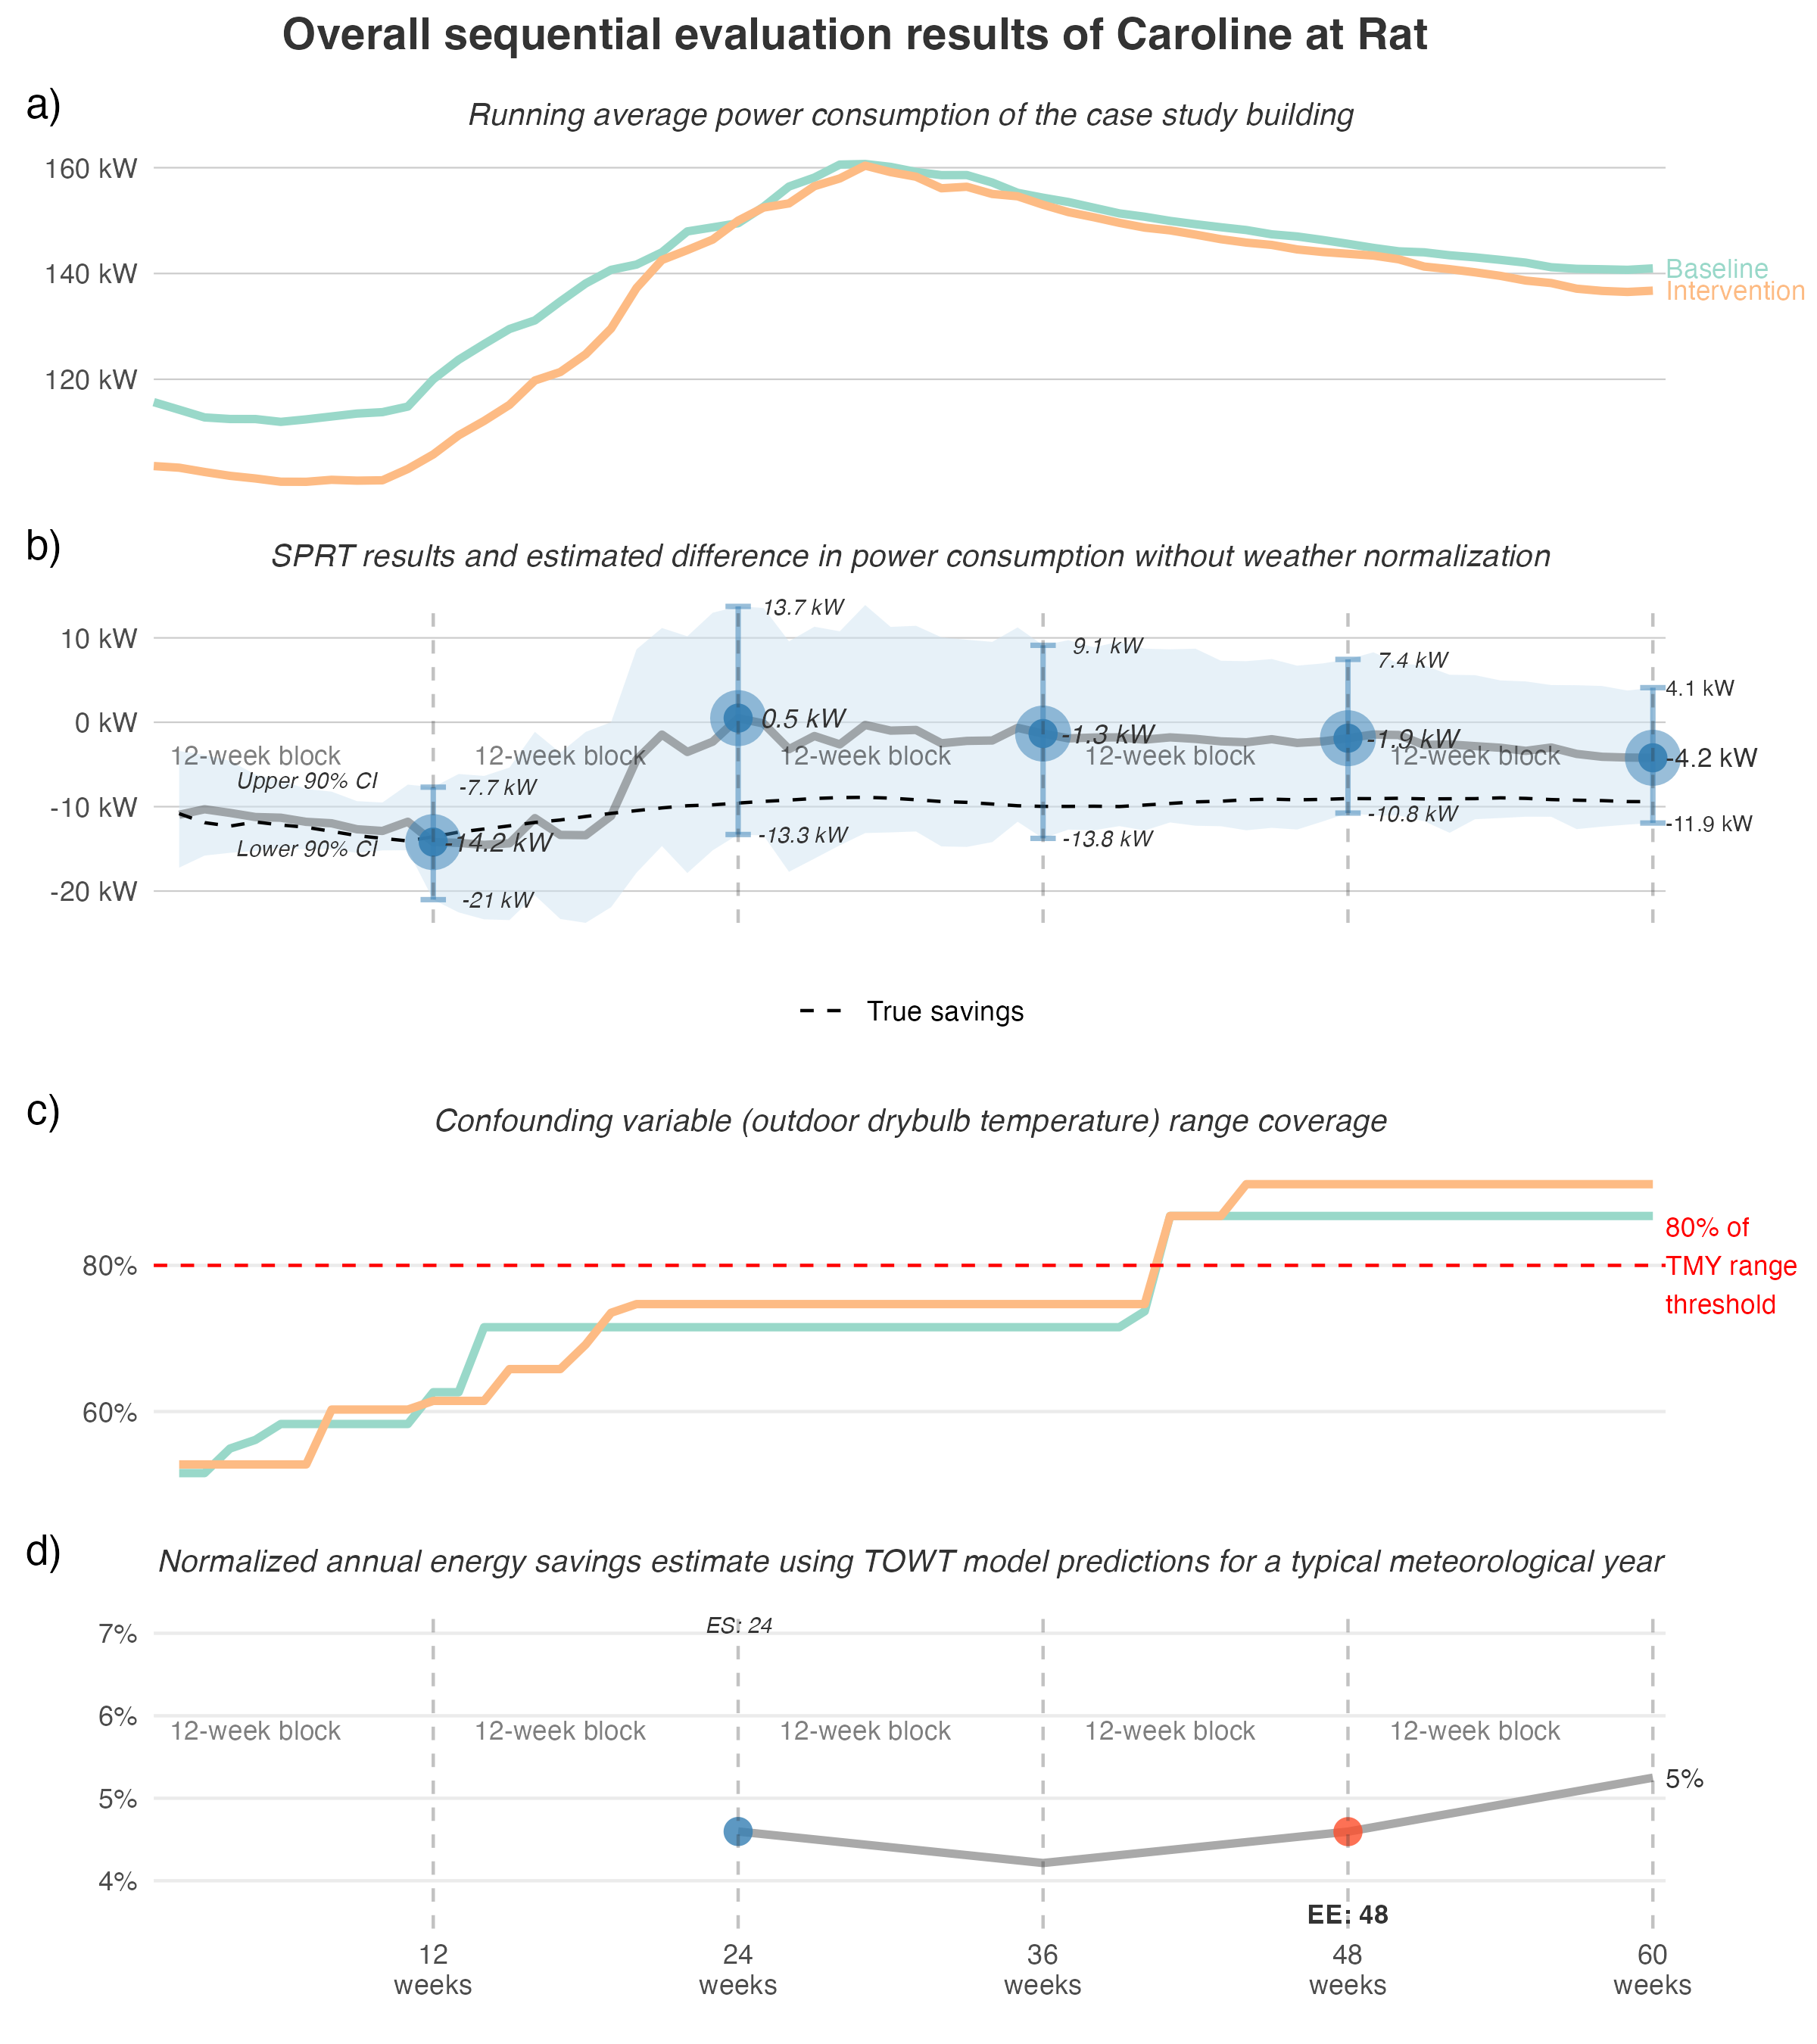 Overall sequential evaluation results of Caroline at Rat
a)
Running average power consumption of the case study building
160 kW
140 kW
120 kW
Baseline
Intervention
b)
SPRT results and estimated difference in power consumption without weather normalization
10 kW
0 kW
-10 kW
-20 kW
13.7 kW
9.1 kW
7.4 kW
4.1 kW
0.5 kW
-1.3 kW
-1.9 kW
-4.2 kW
12-week block
12-week block
12-week block
12-week block
12-week block
Upper 90% CI
-7.7 kW
-14.2 kW
Lower 90% CI
-13.3 kW
-13.8 kW
-10.8 kW
-11.9 kW
-21 kW
True savings
c)
Confounding variable (outdoor drybulb temperature) range coverage
80%
60%
80% of
TMY range
threshold
d)
Normalized annual energy savings estimate using TOWT model predictions for a typical meteorological year
ES: 24
7%
6%
5%
4%
12-week block
12-week block
12-week block
12-week block
12-week block
5%
EE: 48
12
weeks
24
weeks
36
weeks
48
weeks
60
weeks